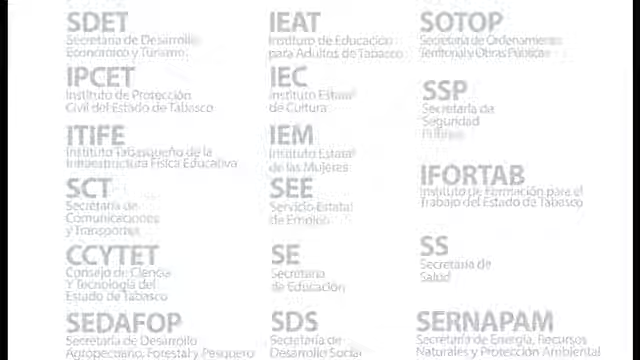 SDET
Secretaría de Desarrollo
Económico y Turismo
IPCET
Instituto de Protección
Civil del Estado de Tabasco
ITIFE
Instituto Tabasqueño de la
Infraestructura Física Educativa
SCT
Secretaría de
Comunicaciones
y Transportes
CCYTET
Consejo de Ciencia
Y Tecnología del
Estado de Tabasco
SEDAFOP
Secretaría de Desarrollo
Agropecuario, Forestal y Pesquero
IEAT
Instituto de Educación
para Adultos de Tabasco
IEC
Instituto Estatal
de Cultura
IEM
Instituto Estatal
de las Mujeres
SEE
Servicio Estatal
de Empleo
SE
Secretaría
de Educación
SDS
Secretaría de
Desarrollo Social
SOTOP
Secretaría de Ordenamiento
Territorial y Obras Públicas
SSP
Secretaría de
Seguridad
Pública
IFORTAB
Instituto de Formación para el
Trabajo del Estado de Tabasco
SS
Secretaría de
Salud
SERNAPAM
Secretaría de Energía, Recursos
Naturales y Protección Ambiental